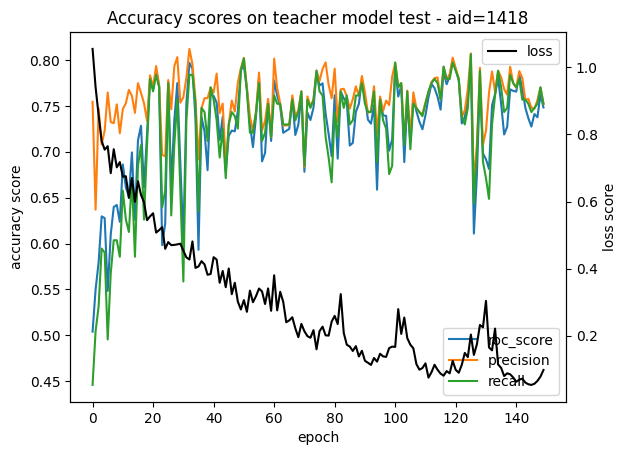 Accuracy scores on teacher model test - aid=1418
loss
0.80
0.75
0.70
0.65
0.60
0.55
0.50
0.45
accuracy score
1.0
0.8
0.6
0.4
0.2
loss score
roc_score
precision
recall
0 20 40 60 80 100 120 140
epoch